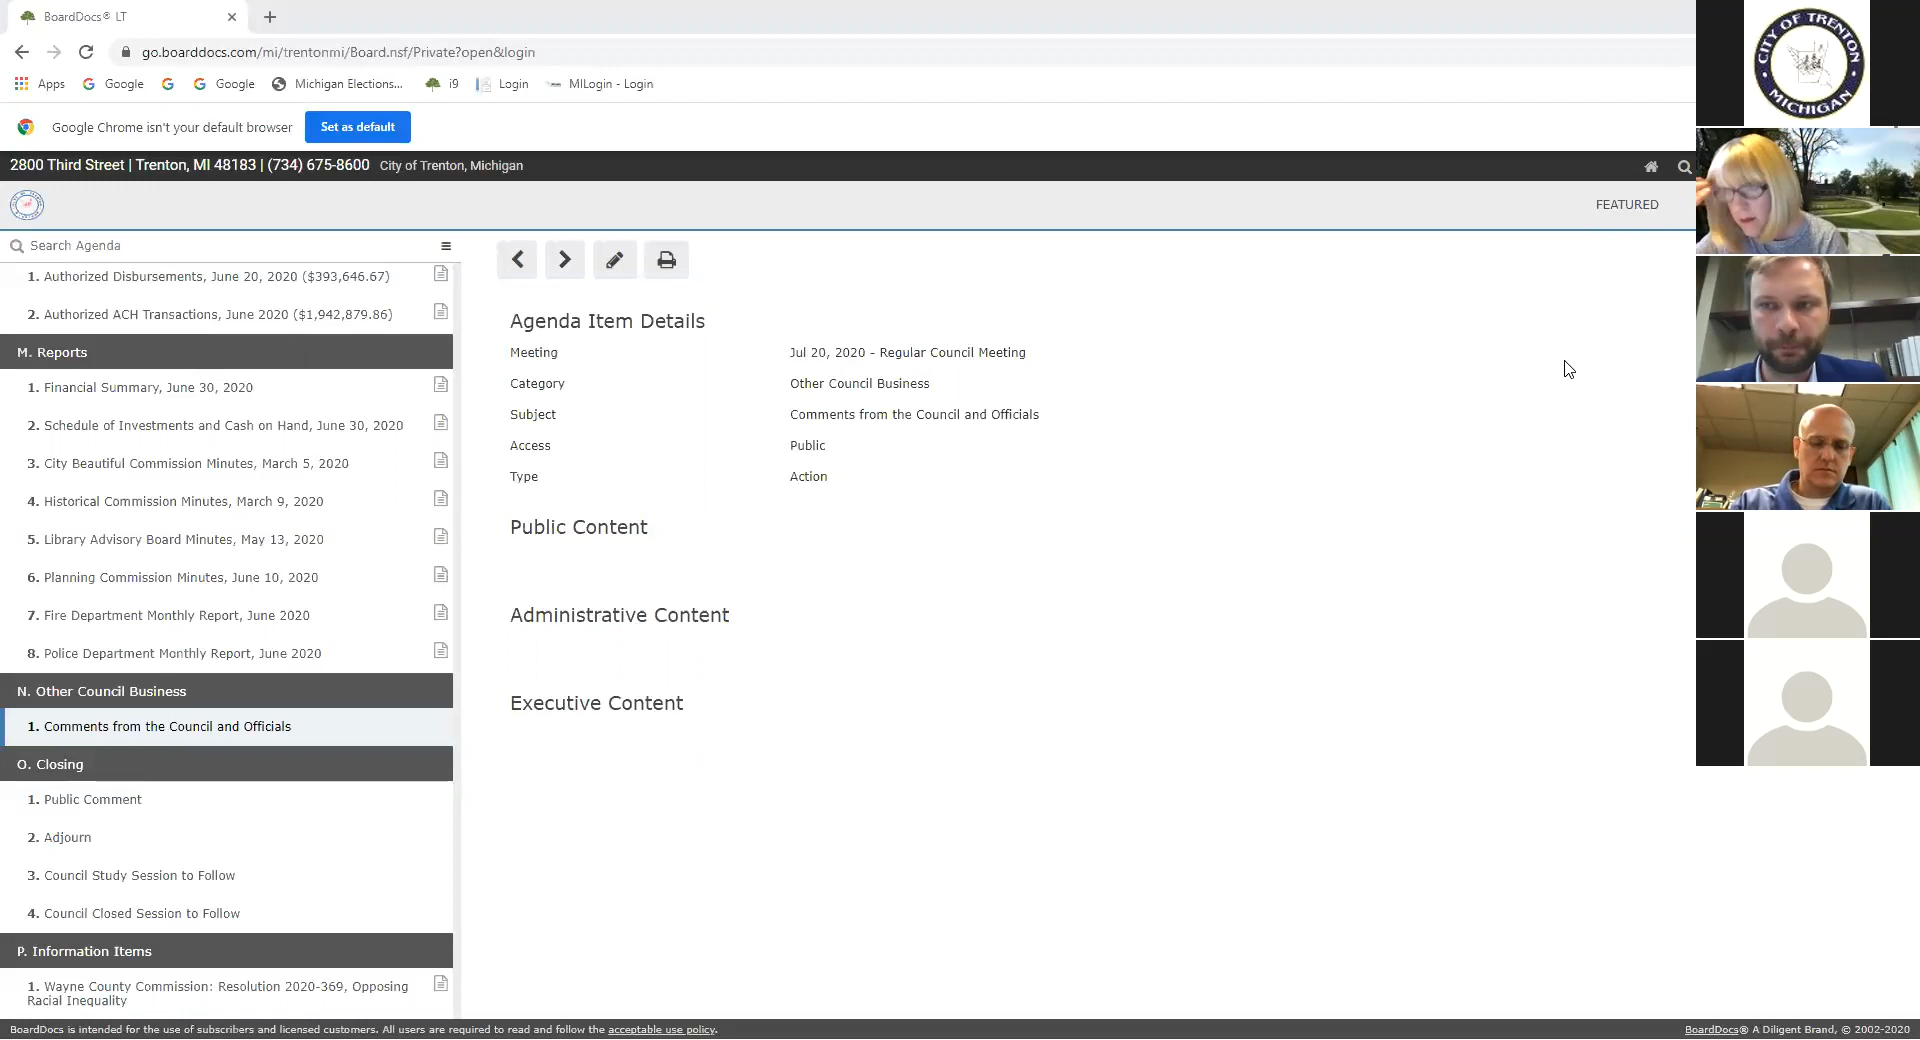 BoardDocs® LT
go.boarddocs.com/mi/trentonmi/Board.nsf/Private?open&login
Apps Google Google Michigan Elections... i9 Login MILogin - Login
Google Chrome isn't your default browser Set as default
2800 Third Street | Trenton, MI 48183 | (734) 675-8600 City of Trenton, Michigan
FEATURED
Search Agenda
1. Authorized Disbursements, June 20, 2020 ($393,646.67)
2. Authorized ACH Transactions, June 2020 ($1,942,879.86)
M. Reports
1. Financial Summary, June 30, 2020
2. Schedule of Investments and Cash on Hand, June 30, 2020
3. City Beautiful Commission Minutes, March 5, 2020
4. Historical Commission Minutes, March 9, 2020
5. Library Advisory Board Minutes, May 13, 2020
6. Planning Commission Minutes, June 10, 2020
7. Fire Department Monthly Report, June 2020
8. Police Department Monthly Report, June 2020
N. Other Council Business
1. Comments from the Council and Officials
O. Closing
1. Public Comment
2. Adjourn
3. Council Study Session to Follow
4. Council Closed Session to Follow
P. Information Items
1. Wayne County Commission: Resolution 2020-369, Opposing
Racial Inequality
Agenda Item Details
Meeting Jul 20, 2020 - Regular Council Meeting
Category Other Council Business
Subject Comments from the Council and Officials
Access Public
Type Action
Public Content
Administrative Content
Executive Content
CITY OF TRENTON
MICHIGAN
BoardDocs is intended for the use of subscribers and licensed customers. All users are required to read and follow the acceptable use policy.
BoardDocs® A Diligent Brand, © 2002-2020